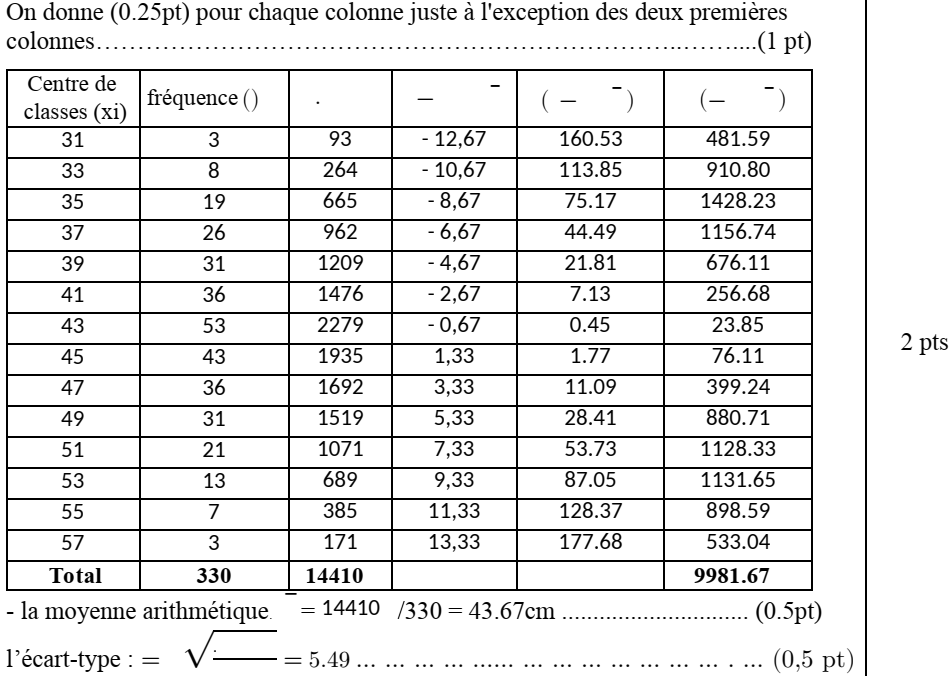 On donne (0.25pt) pour chaque colonne juste à l'exception des deux premières
colonnes……………………………………………………………..………...(1 pt)
Centre de classes (xi) fréquence () . — ¯ ( — ¯ ) (— ¯ )
31 3 93 - 12,67 160.53 481.59
33 8 264 - 10,67 113.85 910.80
35 19 665 - 8,67 75.17 1428.23
37 26 962 - 6,67 44.49 1156.74
39 31 1209 - 4,67 21.81 676.11
41 36 1476 - 2,67 7.13 256.68
43 53 2279 - 0,67 0.45 23.85
45 43 1935 1,33 1.77 76.11
47 36 1692 3,33 11.09 399.24
49 31 1519 5,33 28.41 880.71
51 21 1071 7,33 53.73 1128.33
53 13 689 9,33 87.05 1131.65
55 7 385 11,33 128.37 898.59
57 3 171 13,33 177.68 533.04
Total 330 14410 9981.67
- la moyenne arithmétique. ¯ = 14410 /330 = 43.67cm ............................. (0.5pt)
l’écart-type : = √ = 5.49 … … … … …... … … … … … … … . … (0,5 pt)
2 pts